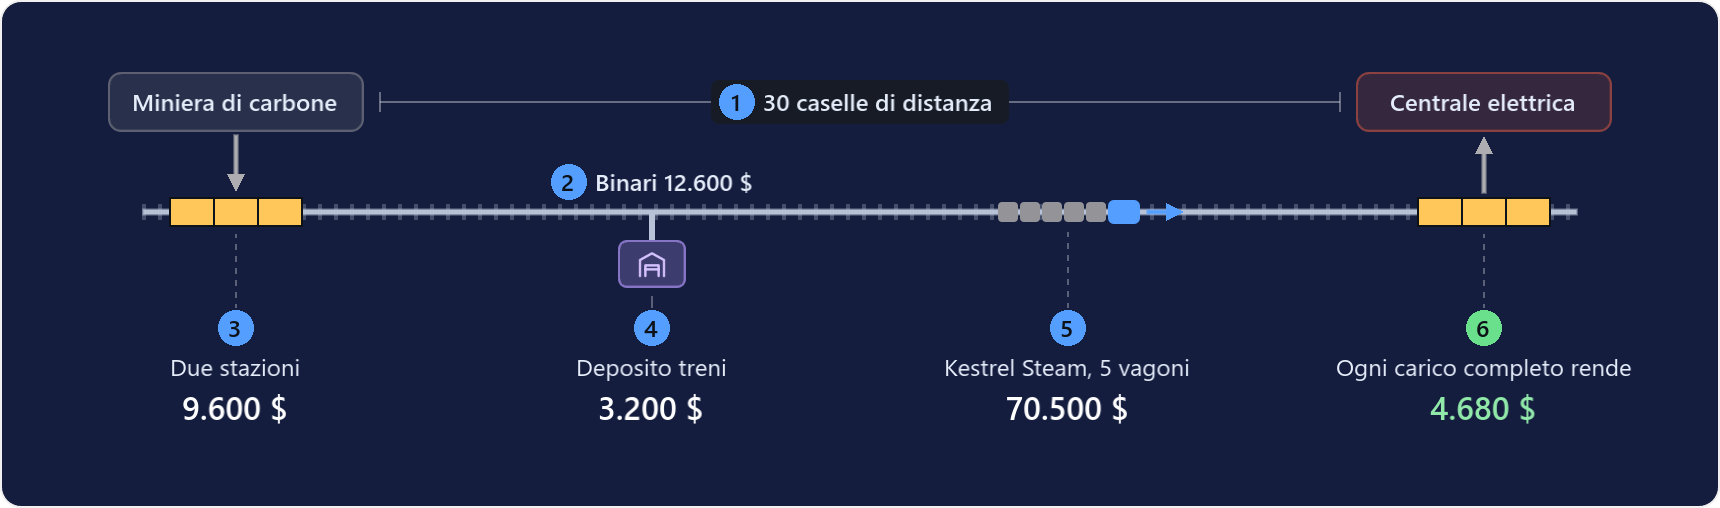 Miniera di carbone
1 30 caselle di distanza
Centrale elettrica
2 Binari 12.600 $
3
Due stazioni
9.600 $
4
Deposito treni
3.200 $
5
Kestrel Steam, 5 vagoni
70.500 $
6
Ogni carico completo rende
4.680 $